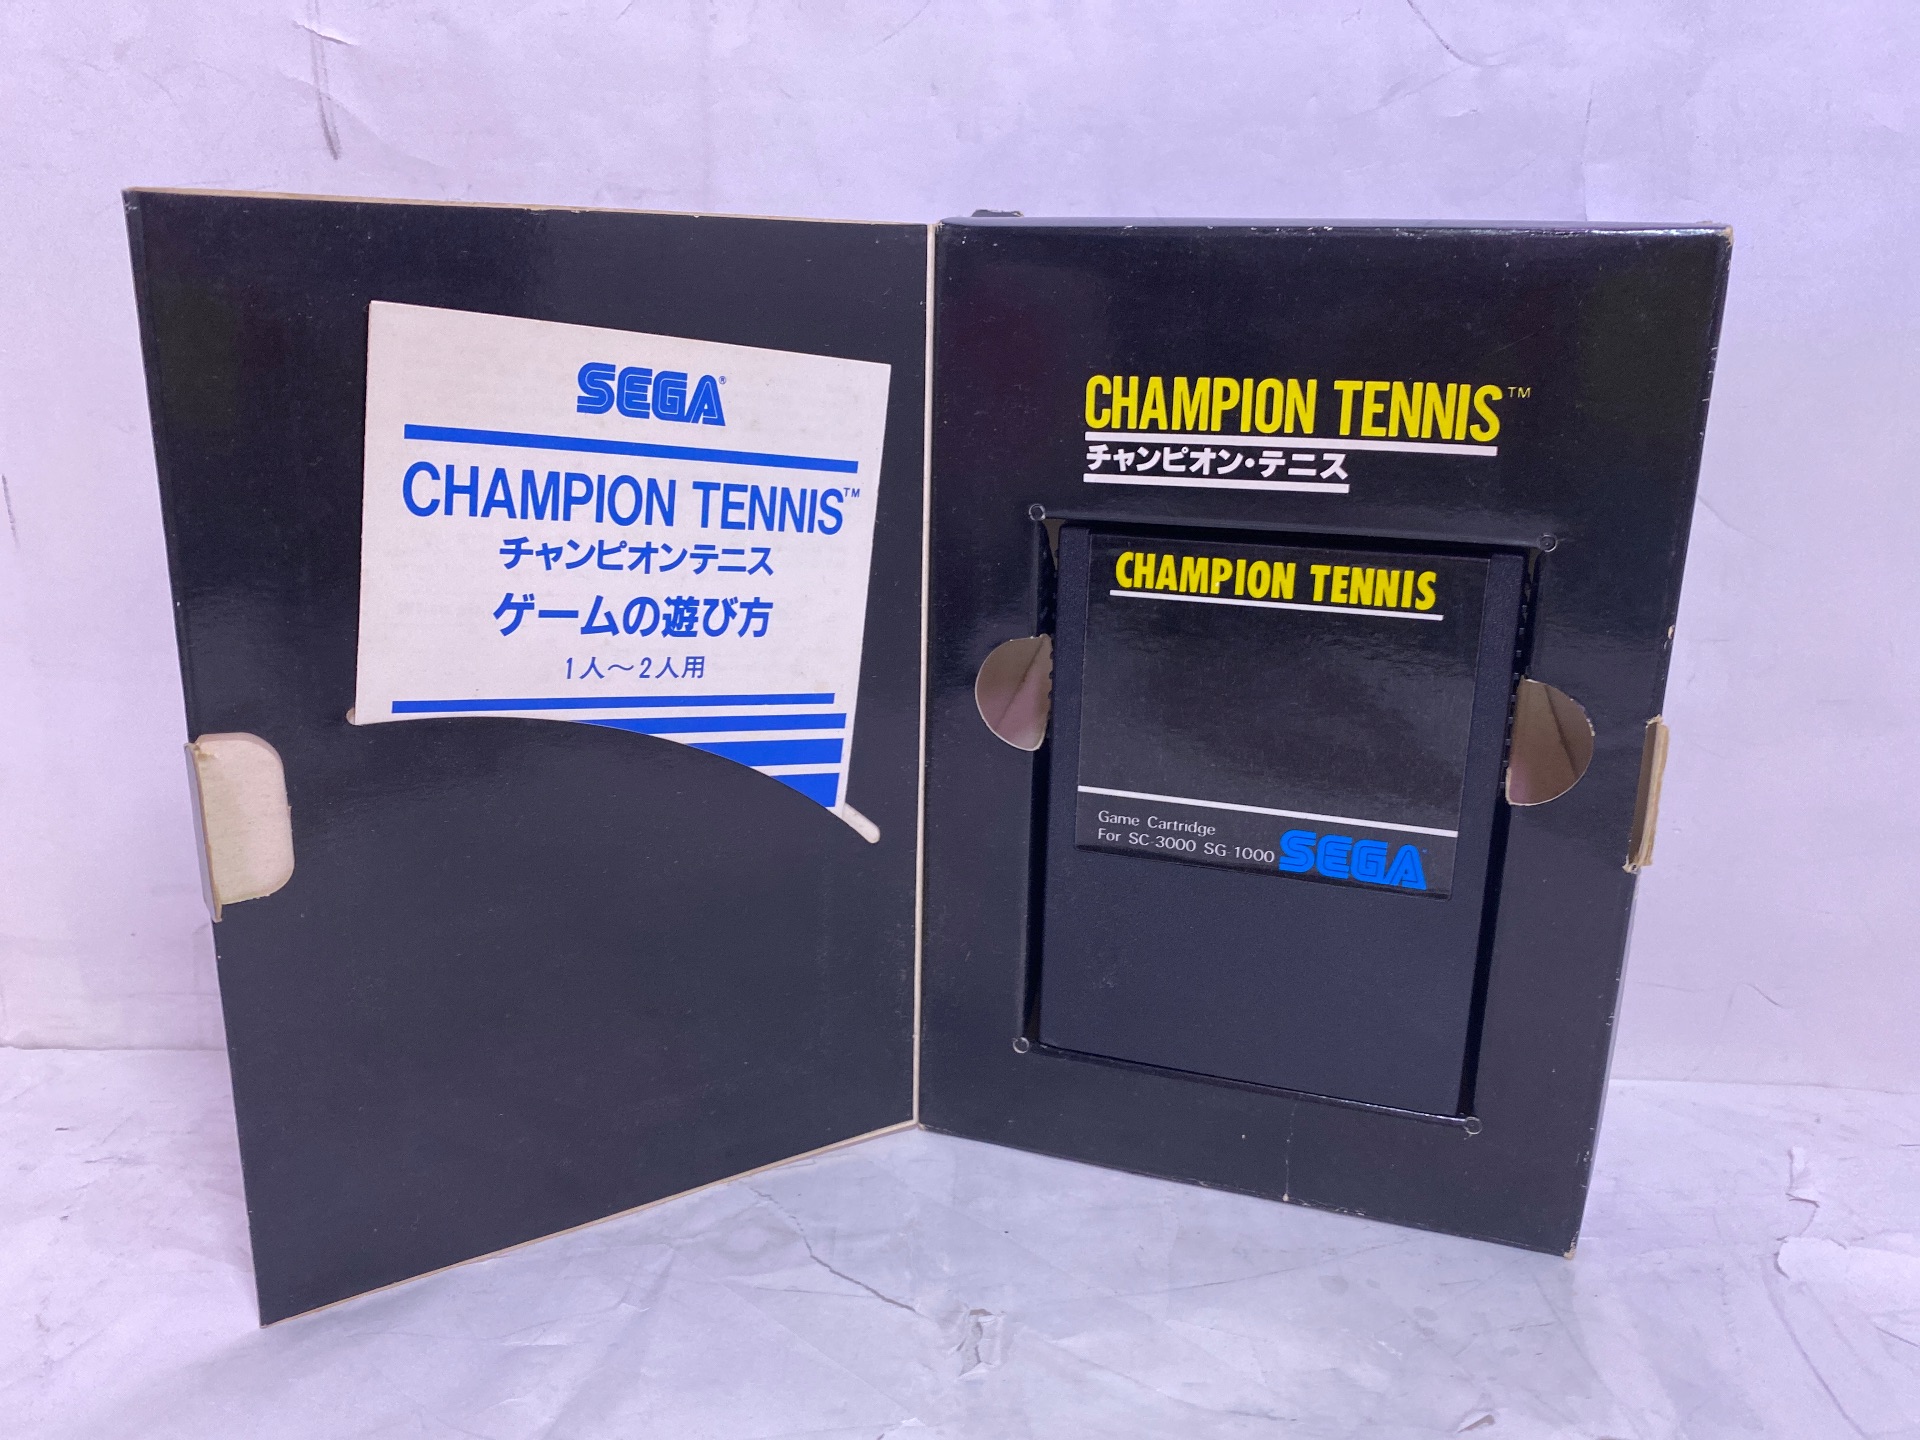 SEGA®
CHAMPION TENNIS™
チャンピオンテニス
ゲームの遊び方
1人～2人用
CHAMPION TENNIS™
チャンピオン・テニス
CHAMPION TENNIS
Game Cartridge
For SC-3000 SG-1000
SEGA